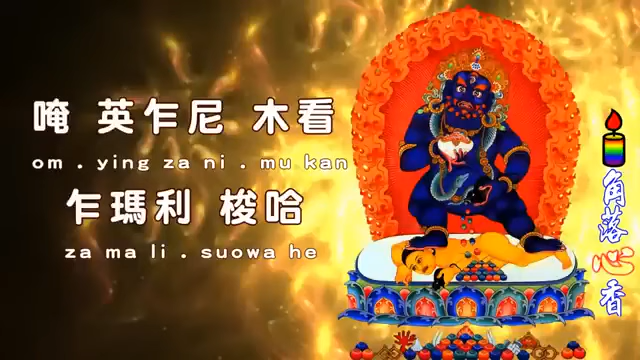 唵 英乍尼 木看
om . ying za ni . mu kan
乍瑪利 梭哈
za ma li . suowa he
角落心香